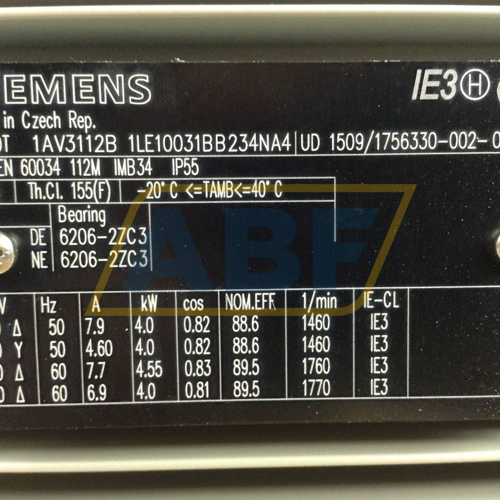 SIEMENS
IE3 H
in Czech Rep.
1AV3112B 1LE10031BB234NA4 UD 1509/1756330-002-0
EN 60034 112M IMB34 IP55
Th.Cl. 155(F) -20°C <=TAMB<=40°C
Bearing
DE 6206-2ZC3
NE 6206-2ZC3
V Hz A kW cos NOM.EFF 1/min IE-CL
Δ 50 7.9 4.0 0.82 88.6 1460 IE3
Y 50 4.60 4.0 0.82 88.6 1460 IE3
Δ 60 7.7 4.55 0.83 89.5 1760 IE3
Δ 60 6.9 4.0 0.81 89.5 1770 IE3
ABF